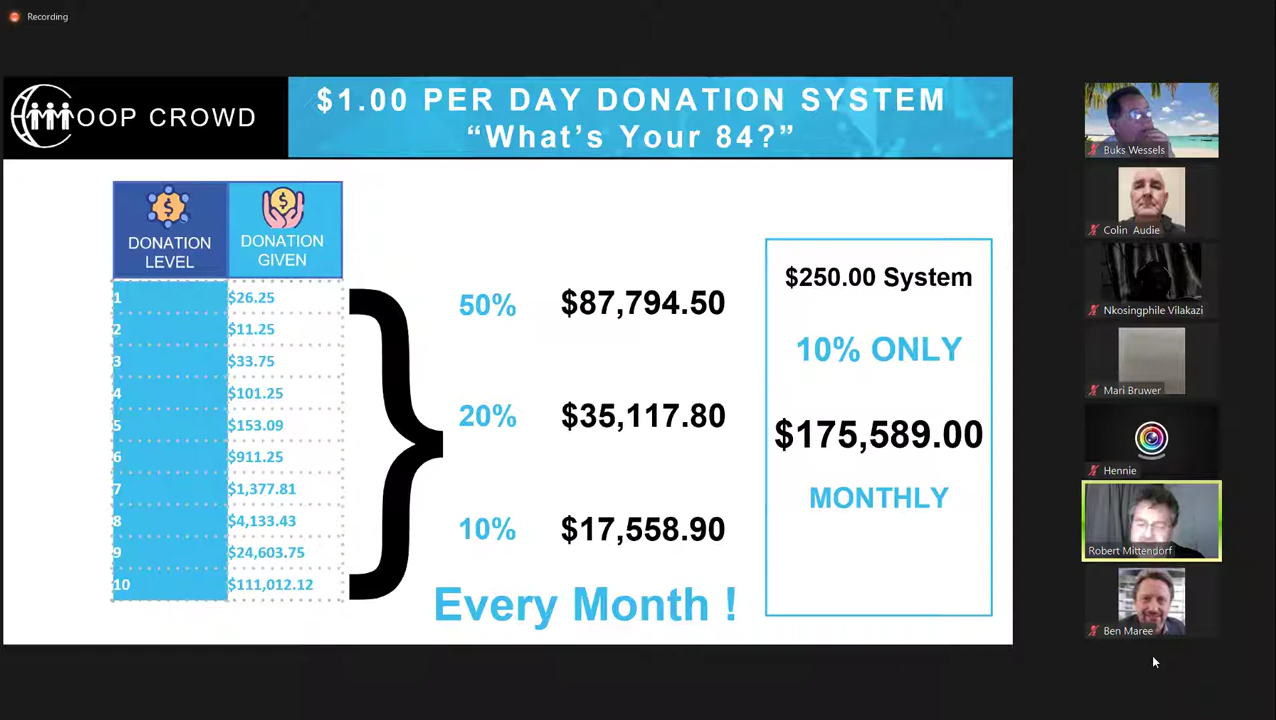 Recording
OOP CROWD
$1.00 PER DAY DONATION SYSTEM
“What’s Your 84?”
DONATION
LEVEL
DONATION
GIVEN
1 $26.25
2 $11.25
3 $33.75
4 $101.25
5 $153.09
6 $911.25
7 $1,377.81
8 $4,133.43
9 $24,603.75
10 $111,012.12
50% $87,794.50
20% $35,117.80
10% $17,558.90
Every Month !
$250.00 System
10% ONLY
$175,589.00
MONTHLY
Buks Wessels
Colin Audie
Nkosingphile Vilakazi
Mari Bruwer
Hennie
Robert Mittendorf
Ben Maree